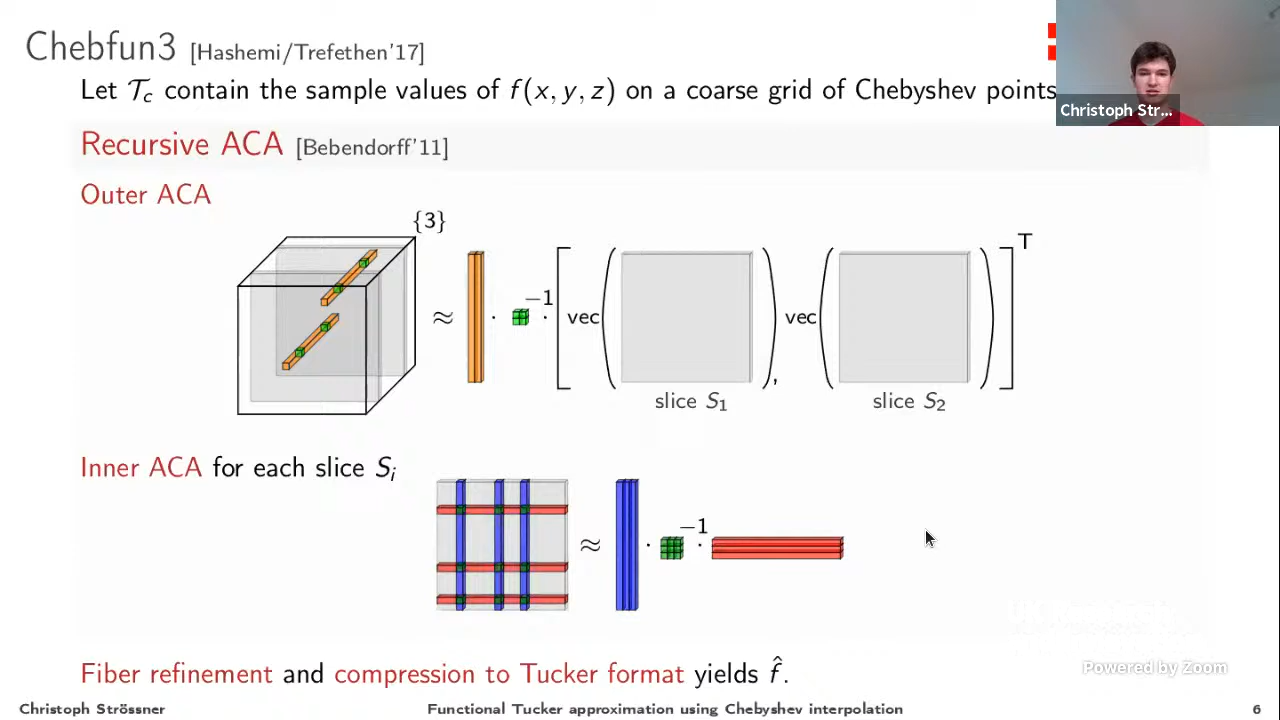 Chebfun3 [Hashemi/Trefethen'17]
Let 𝒯c contain the sample values of f(x, y, z) on a coarse grid of Chebyshev points
Christoph Str...
Recursive ACA [Bebendorff'11]
Outer ACA
{3}
≈ · −1 · [ vec( ), vec( ) ] T
slice S1 slice S2
Inner ACA for each slice Si
≈ · −1 ·
Fiber refinement and compression to Tucker format yields f̂.
Powered by Zoom
Christoph Strössner Functional Tucker approximation using Chebyshev interpolation 6